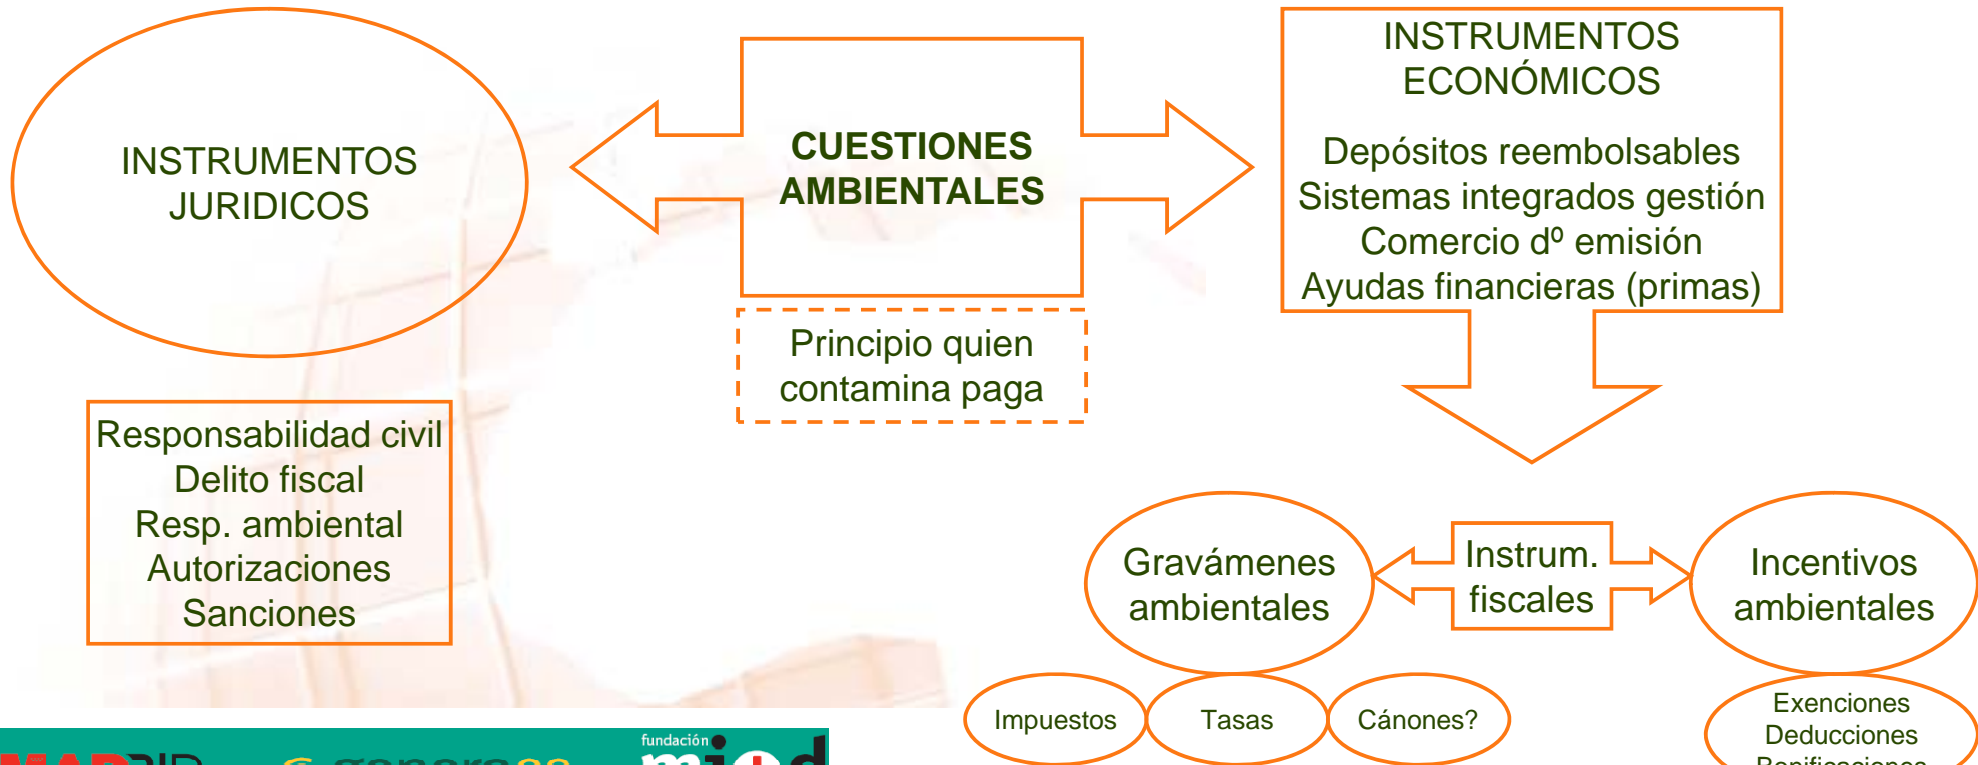 INSTRUMENTOS
JURIDICOS
Responsabilidad civil
Delito fiscal
Resp. ambiental
Autorizaciones
Sanciones
CUESTIONES
AMBIENTALES
Principio quien
contamina paga
INSTRUMENTOS
ECONÓMICOS
Depósitos reembolsables
Sistemas integrados gestión
Comercio dº emisión
Ayudas financieras (primas)
Instrum.
fiscales
Gravámenes
ambientales
Incentivos
ambientales
Impuestos
Tasas
Cánones?
Exenciones
Deducciones
Bonificaciones
fundación